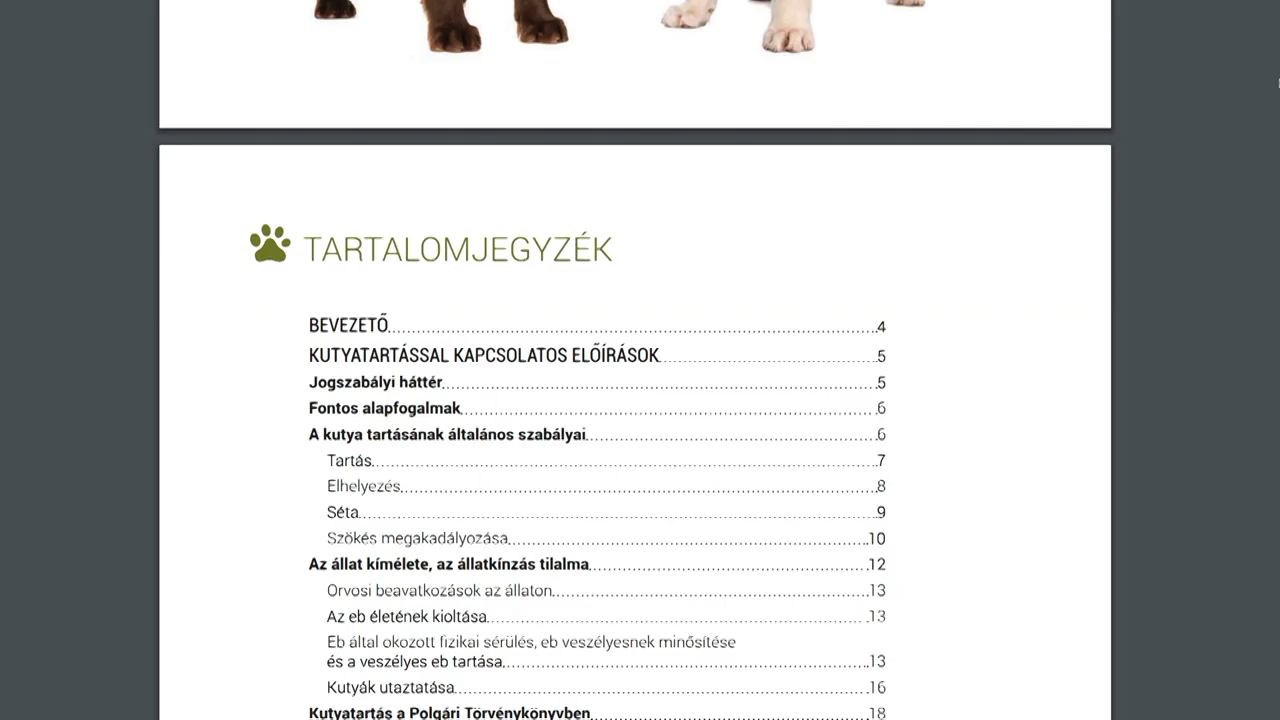 TARTALOMJEGYZÉK
BEVEZETŐ 4
KUTYATARTÁSSAL KAPCSOLATOS ELŐÍRÁSOK 5
Jogszabályi háttér 5
Fontos alapfogalmak 6
A kutya tartásának általános szabályai 6
Tartás 7
Elhelyezés 8
Séta 9
Szökés megakadályozása 10
Az állat kímélete, az állatkínzás tilalma 12
Orvosi beavatkozások az állaton 13
Az eb életének kioltása 13
Eb által okozott fizikai sérülés, eb veszélyesnek minősítése
és a veszélyes eb tartása 13
Kutyák utaztatása 16
Kutyatartás a Polgári Törvénykönyvben 18